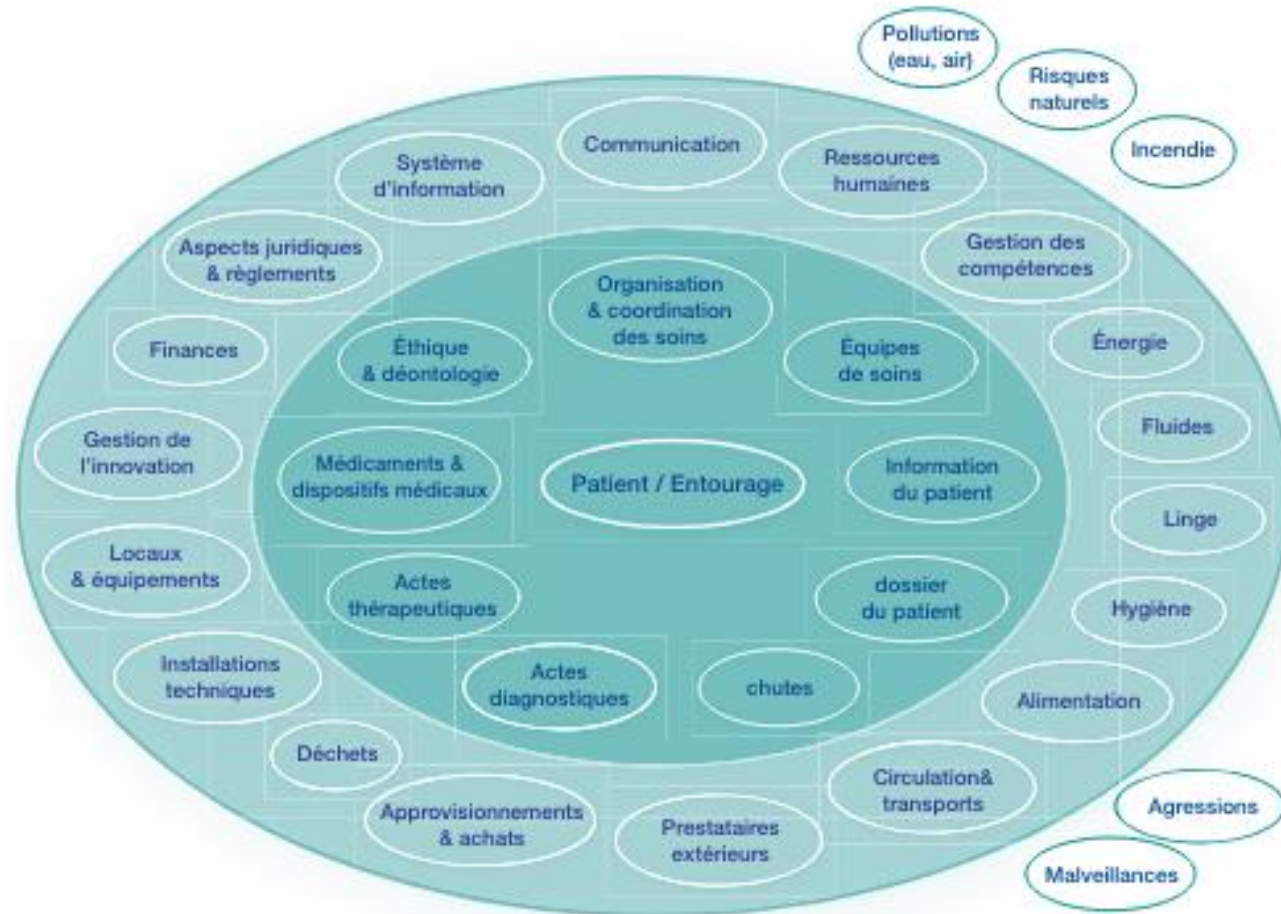 Pollutions
(eau, air)
Risques
naturels
Incendie
Communication
Système
d'information
Ressources
humaines
Aspects juridiques
& règlements
Gestion des
compétences
Organisation
& coordination
des soins
Finances
Éthique
& déontologie
Équipes
de soins
Énergie
Fluides
Gestion de
l'innovation
Médicaments &
dispositifs médicaux
Patient / Entourage
Information
du patient
Linge
Locaux
& équipements
Actes
thérapeutiques
dossier
du patient
Hygiène
Installations
techniques
Actes
diagnostiques
chutes
Alimentation
Déchets
Circulation&
transports
Approvisionnements
& achats
Prestataires
extérieurs
Agressions
Malveillances